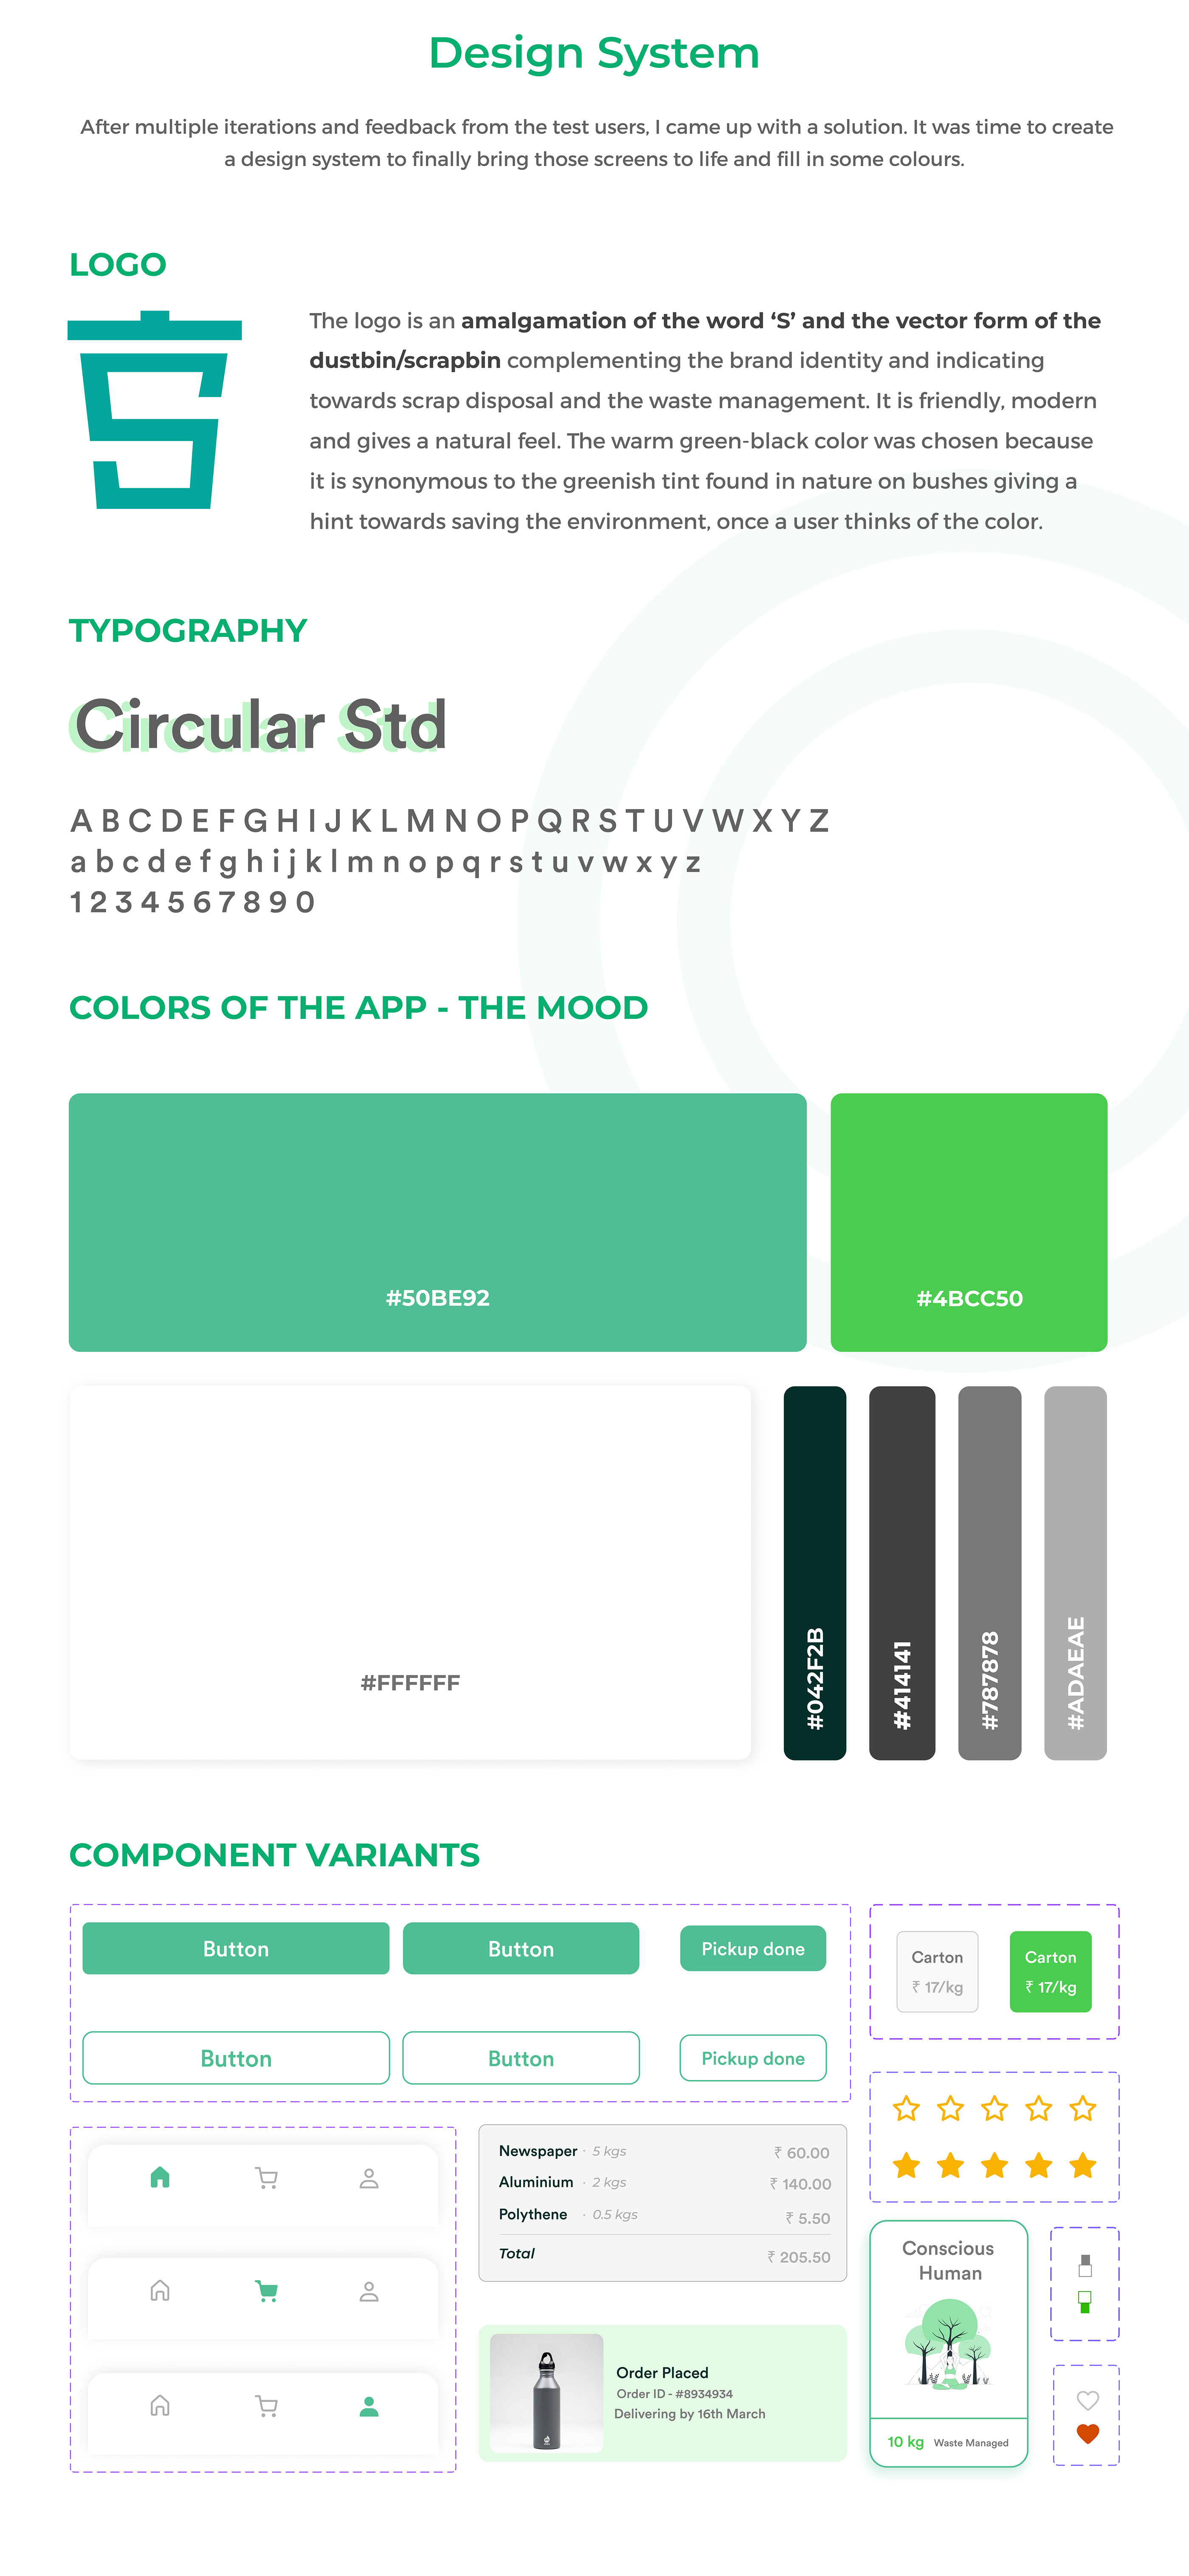 Design System
After multiple iterations and feedback from the test users, I came up with a solution. It was time to create
a design system to finally bring those screens to life and fill in some colours.
LOGO
The logo is an amalgamation of the word ‘S’ and the vector form of the
dustbin/scrapbin complementing the brand identity and indicating
towards scrap disposal and the waste management. It is friendly, modern
and gives a natural feel. The warm green-black color was chosen because
it is synonymous to the greenish tint found in nature on bushes giving a
hint towards saving the environment, once a user thinks of the color.
TYPOGRAPHY
Circular Std
A B C D E F G H I J K L M N O P Q R S T U V W X Y Z
a b c d e f g h i j k l m n o p q r s t u v w x y z
1 2 3 4 5 6 7 8 9 0
COLORS OF THE APP - THE MOOD
#50BE92
#4BCC50
#FFFFFF
#042F2B
#414141
#787878
#ADAEAE
COMPONENT VARIANTS
Button
Button
Pickup done
Button
Button
Pickup done
Carton
₹ 17/kg
Carton
₹ 17/kg
Newspaper · 5 kgs ₹ 60.00
Aluminium · 2 kgs ₹ 140.00
Polythene · 0.5 kgs ₹ 5.50
Total ₹ 205.50
Order Placed
Order ID - #8934934
Delivering by 16th March
Conscious
Human
10 kg Waste Managed